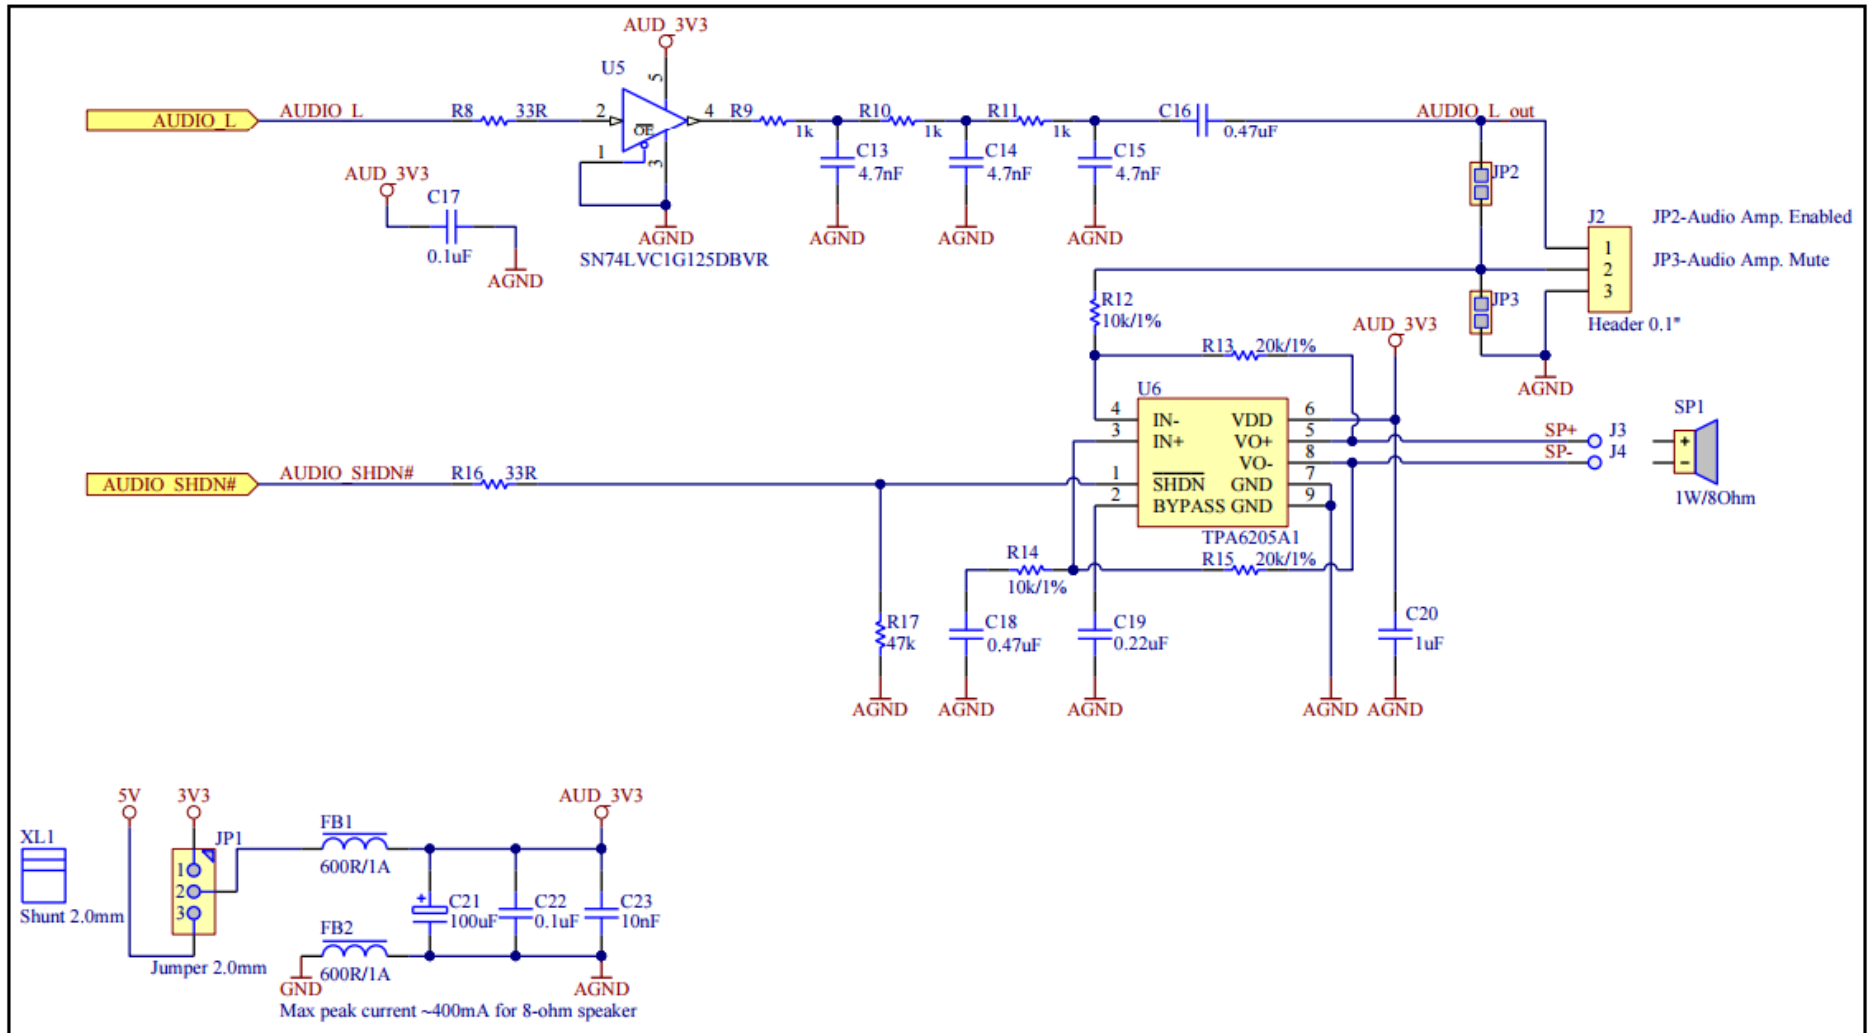 AUD_3V3
U5
5
AUDIO_L
AUDIO_L
R8
33R
2
OE
4
R9
1k
R10
1k
R11
1k
C16
0.47uF
AUDIO_L_out
1
3
C13
4.7nF
C14
4.7nF
C15
4.7nF
JP2
AUD_3V3
C17
0.1uF
AGND
AGND
SN74LVC1G125DBVR
AGND
AGND
AGND
J2
1
2
3
Header 0.1"
JP2-Audio Amp. Enabled
JP3-Audio Amp. Mute
JP3
AGND
R12
10k/1%
R13
20k/1%
AUD_3V3
U6
4
IN-
VDD
6
3
IN+
VO+
5
VO-
8
1
SHDN
GND
7
2
BYPASS
GND
9
TPA6205A1
SP+
J3
SP-
J4
SP1
+
-
1W/8Ohm
AUDIO_SHDN#
AUDIO_SHDN#
R16
33R
R14
10k/1%
R15
20k/1%
R17
47k
C18
0.47uF
C19
0.22uF
C20
1uF
AGND
AGND
AGND
AGND
AGND
XL1
Shunt 2.0mm
5V
3V3
JP1
1
2
3
Jumper 2.0mm
FB1
600R/1A
AUD_3V3
+
C21
100uF
C22
0.1uF
C23
10nF
FB2
600R/1A
GND
AGND
Max peak current ~400mA for 8-ohm speaker